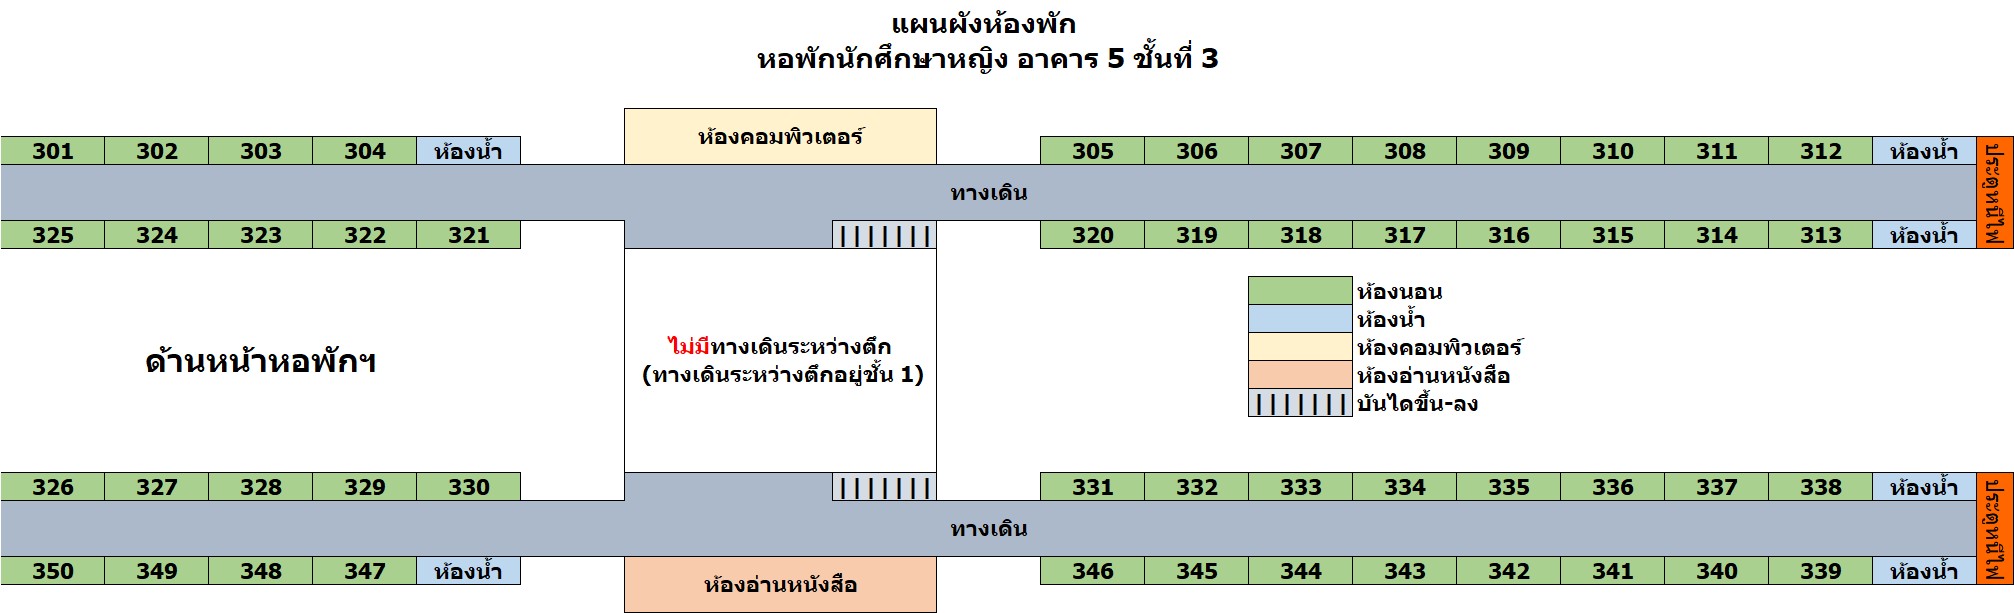 แผนผังห้องพัก
หอพักนักศึกษาหญิง อาคาร 5 ชั้นที่ 3
ห้องคอมพิวเตอร์
301 302 303 304 ห้องน้ำ 305 306 307 308 309 310 311 312 ห้องน้ำ
ประตูหนีไฟ
ทางเดิน
325 324 323 322 321 320 319 318 317 316 315 314 313 ห้องน้ำ
ห้องนอน
ห้องน้ำ
ห้องคอมพิวเตอร์
ห้องอ่านหนังสือ
บันไดขึ้น-ลง
ด้านหน้าหอพักฯ
ไม่มีทางเดินระหว่างตึก
(ทางเดินระหว่างตึกอยู่ชั้น 1)
326 327 328 329 330 331 332 333 334 335 336 337 338 ห้องน้ำ
ประตูหนีไฟ
ทางเดิน
350 349 348 347 ห้องน้ำ 346 345 344 343 342 341 340 339 ห้องน้ำ
ห้องอ่านหนังสือ